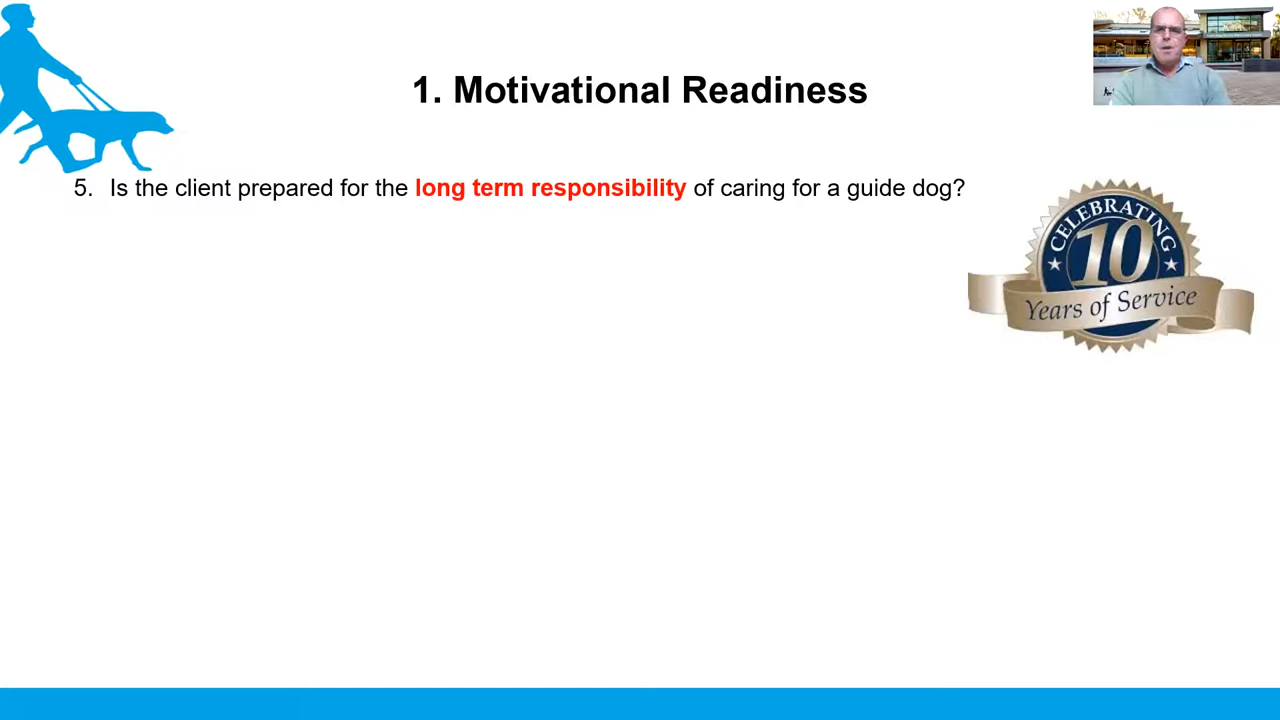 1. Motivational Readiness
5. Is the client prepared for the long term responsibility of caring for a guide dog?
CELEBRATING
10
Years of Service